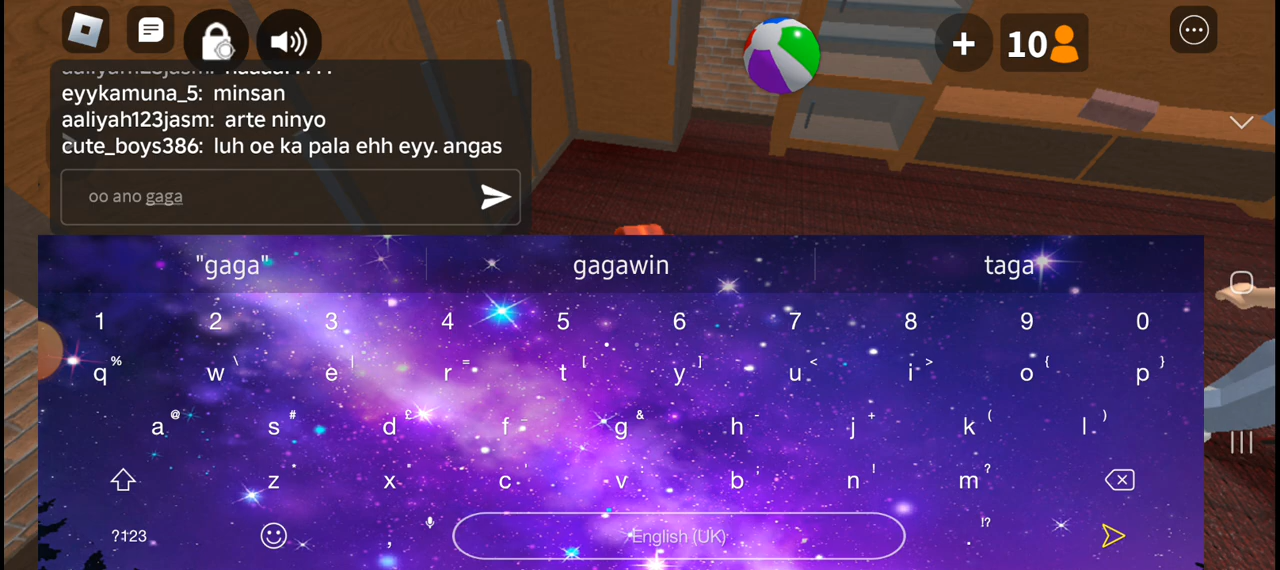 10
eyykamuna_5: minsan
aaliyah123jasm: arte ninyo
cute_boys386: luh oe ka pala ehh eyy. angas
oo ano gaga
"gaga" gagawin taga
1 2 3 4 5 6 7 8 9 0
q % w \ e | r = t [ y ] u < i > o { p }
a @ s # d £ f - g & h - j + k ( l )
z x c v b n ! m ?
?123 , English (UK) . !?